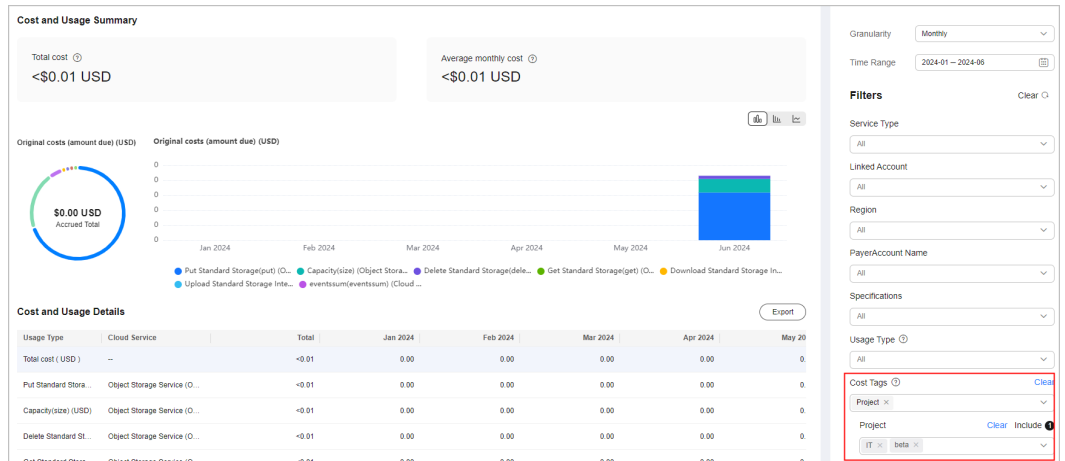 Cost and Usage Summary
Total cost
<$0.01 USD
Average monthly cost
<$0.01 USD
Original costs (amount due) (USD)
$0.00 USD
Accrued Total
Original costs (amount due) (USD)
0
0
0
0
0
0
Jan 2024 Feb 2024 Mar 2024 Apr 2024 May 2024 Jun 2024
Put Standard Storage(put) (O... Capacity(size) (Object Stora... Delete Standard Storage(dele... Get Standard Storage(get) (O... Download Standard Storage In...
Upload Standard Storage Inte... eventssum(eventssum) (Cloud ...
Cost and Usage Details
Export
Usage Type Cloud Service Total Jan 2024 Feb 2024 Mar 2024 Apr 2024 May 20
Total cost ( USD ) -- <0.01 0.00 0.00 0.00 0.00 0.
Put Standard Stora... Object Storage Service (O... <0.01 0.00 0.00 0.00 0.00 0.
Capacity(size) (USD) Object Storage Service (O... <0.01 0.00 0.00 0.00 0.00 0.
Delete Standard St... Object Storage Service (O... <0.01 0.00 0.00 0.00 0.00 0.
Granularity Monthly
Time Range 2024-01 – 2024-06
Filters Clear
Service Type
All
Linked Account
All
Region
All
PayerAccount Name
All
Specifications
All
Usage Type
All
Cost Tags Clear
Project ×
Project Clear Include 1
IT × beta ×